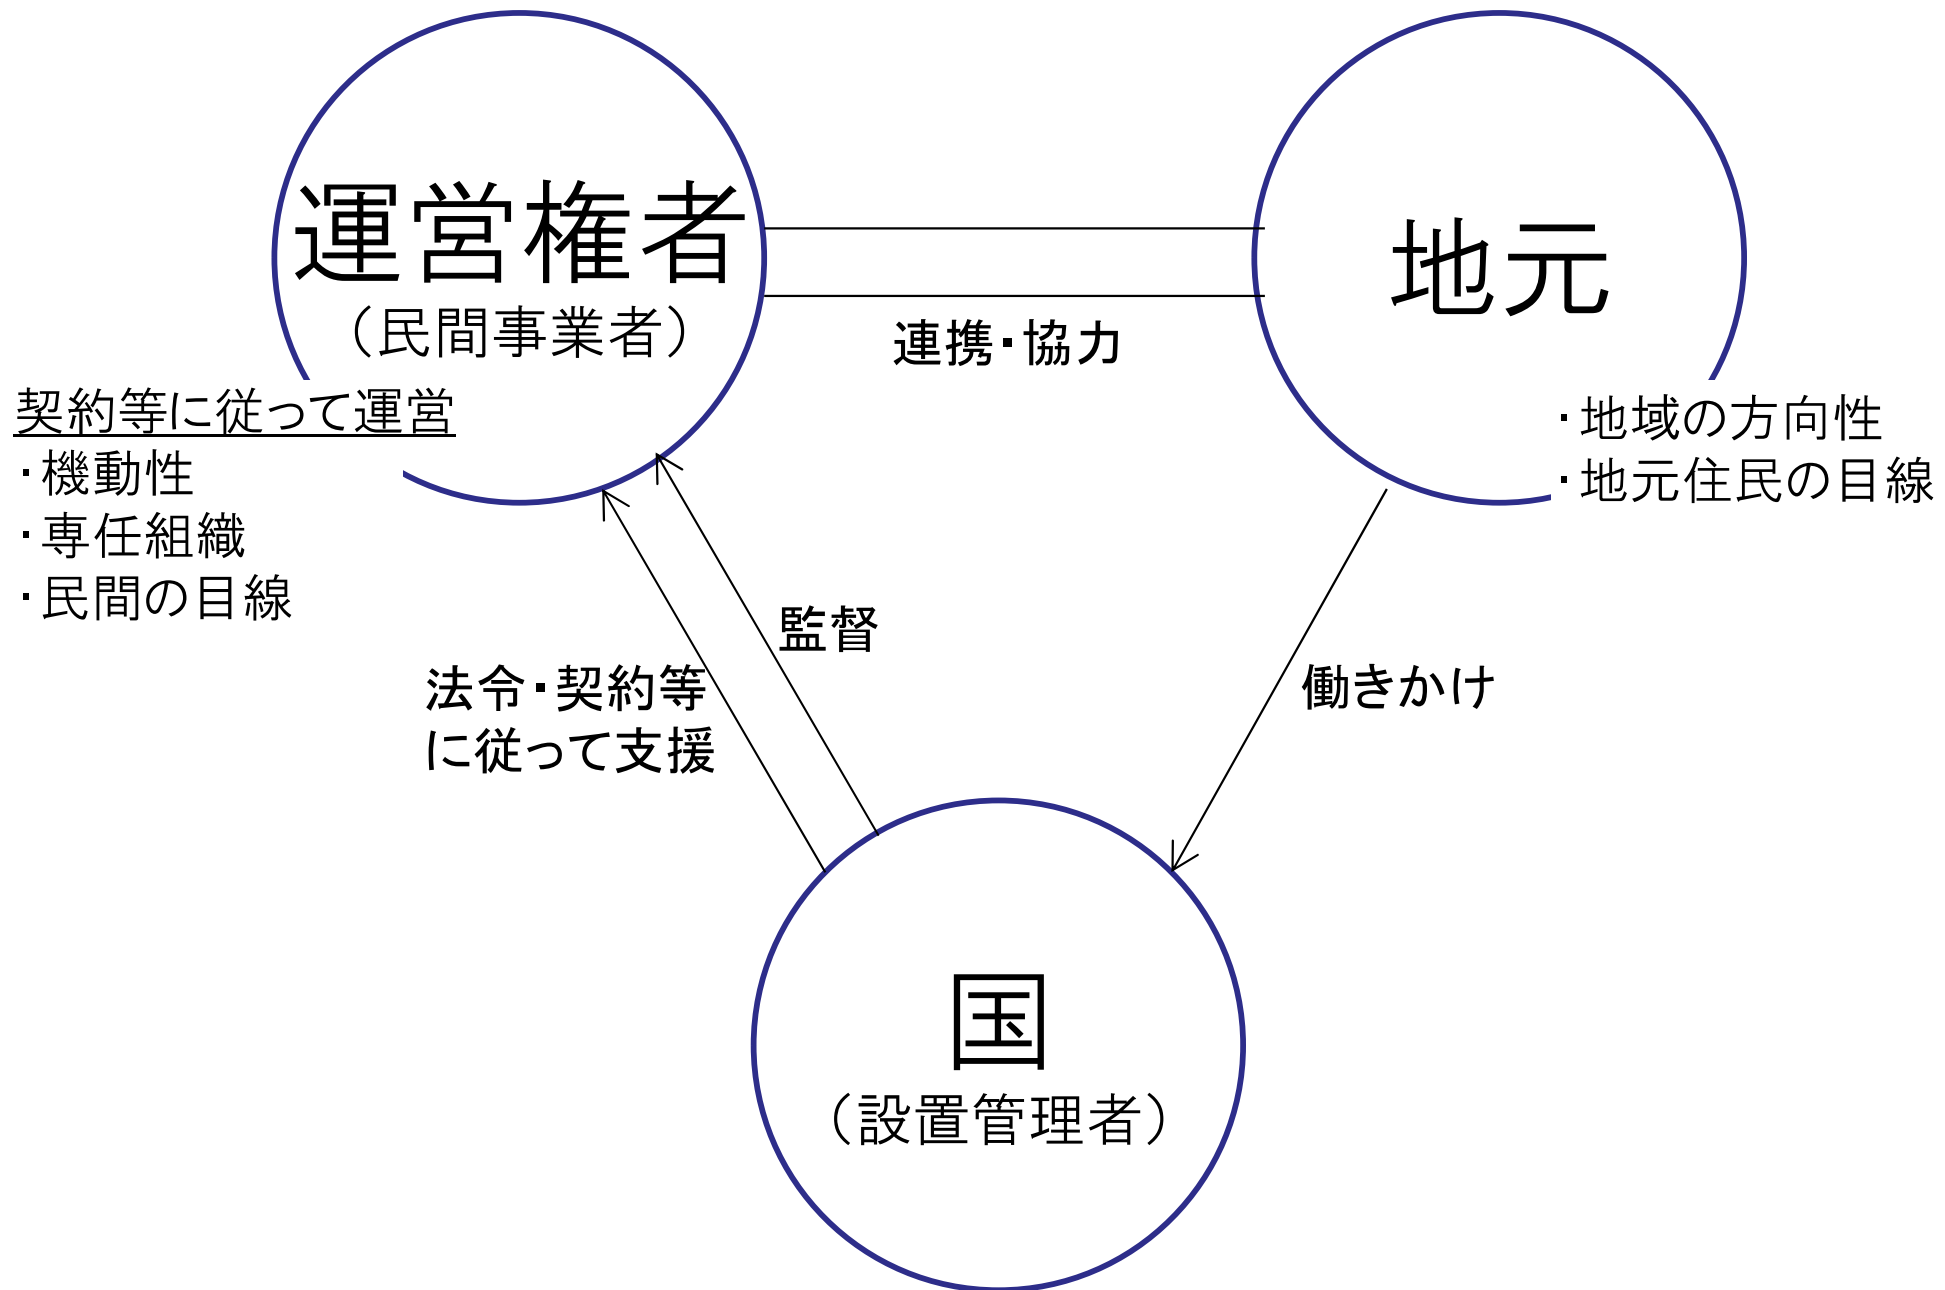 運営権者
（民間事業者）
契約等に従って運営
・機動性
・専任組織
・民間の目線
連携・協力
地元
・地域の方向性
・地元住民の目線
監督
法令・契約等
に従って支援
働きかけ
国
（設置管理者）